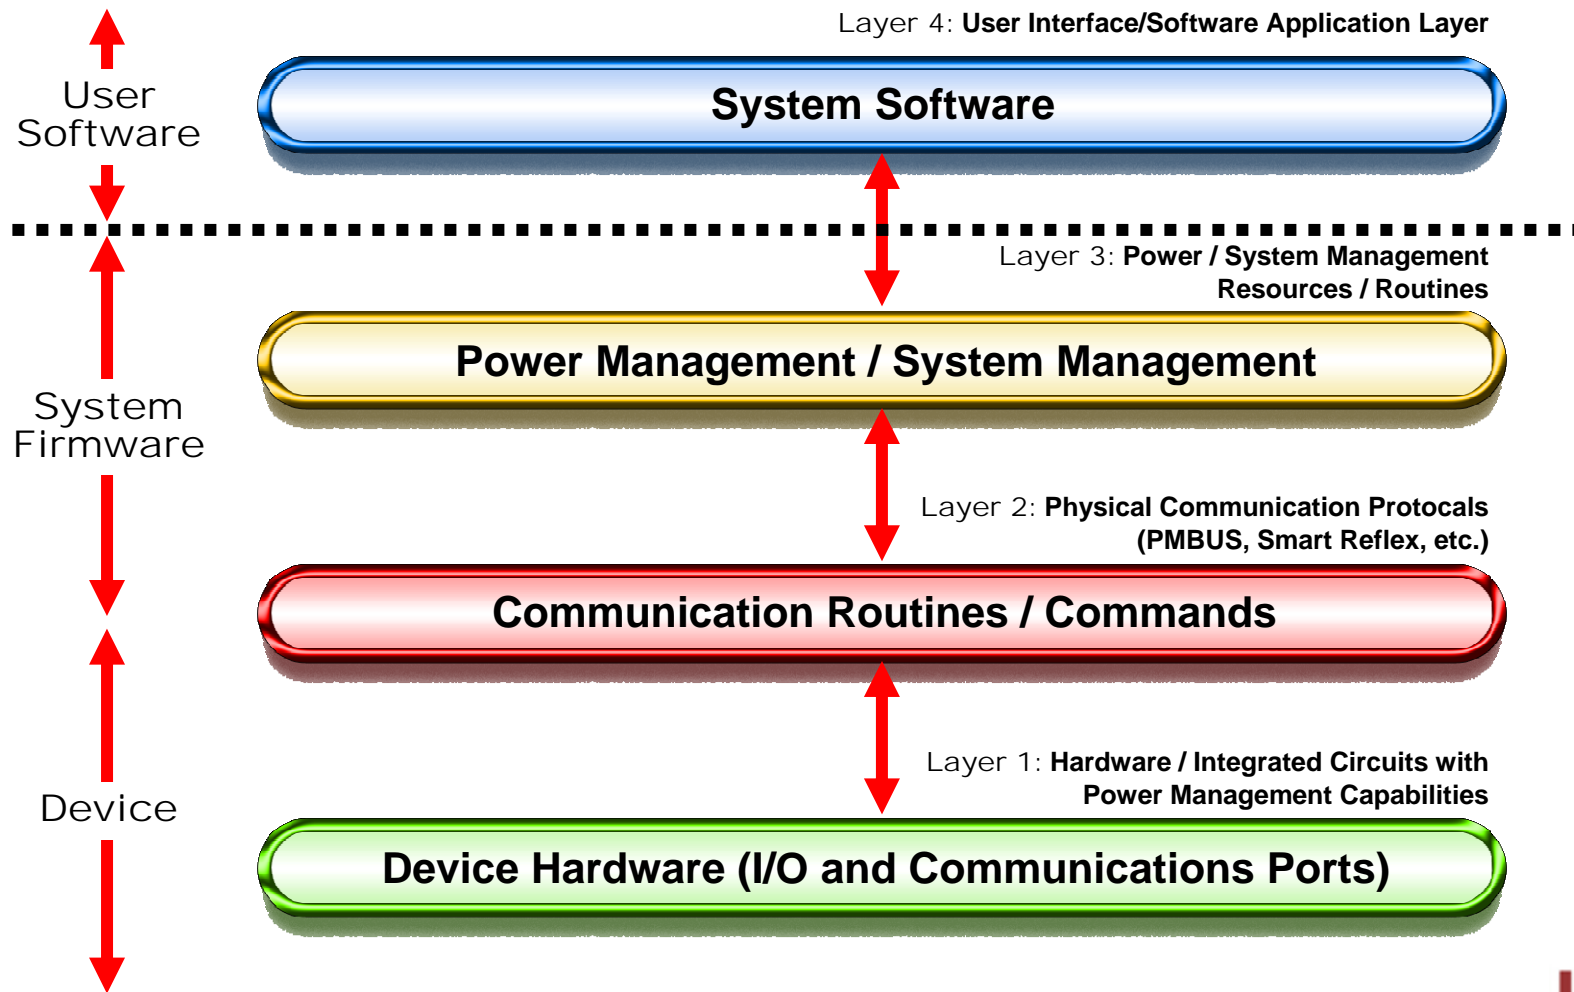 Layer 4: User Interface/Software Application Layer
User
Software
System Software
Layer 3: Power / System Management
Resources / Routines
Power Management / System Management
System
Firmware
Layer 2: Physical Communication Protocals
(PMBUS, Smart Reflex, etc.)
Communication Routines / Commands
Layer 1: Hardware / Integrated Circuits with
Power Management Capabilities
Device
Device Hardware (I/O and Communications Ports)